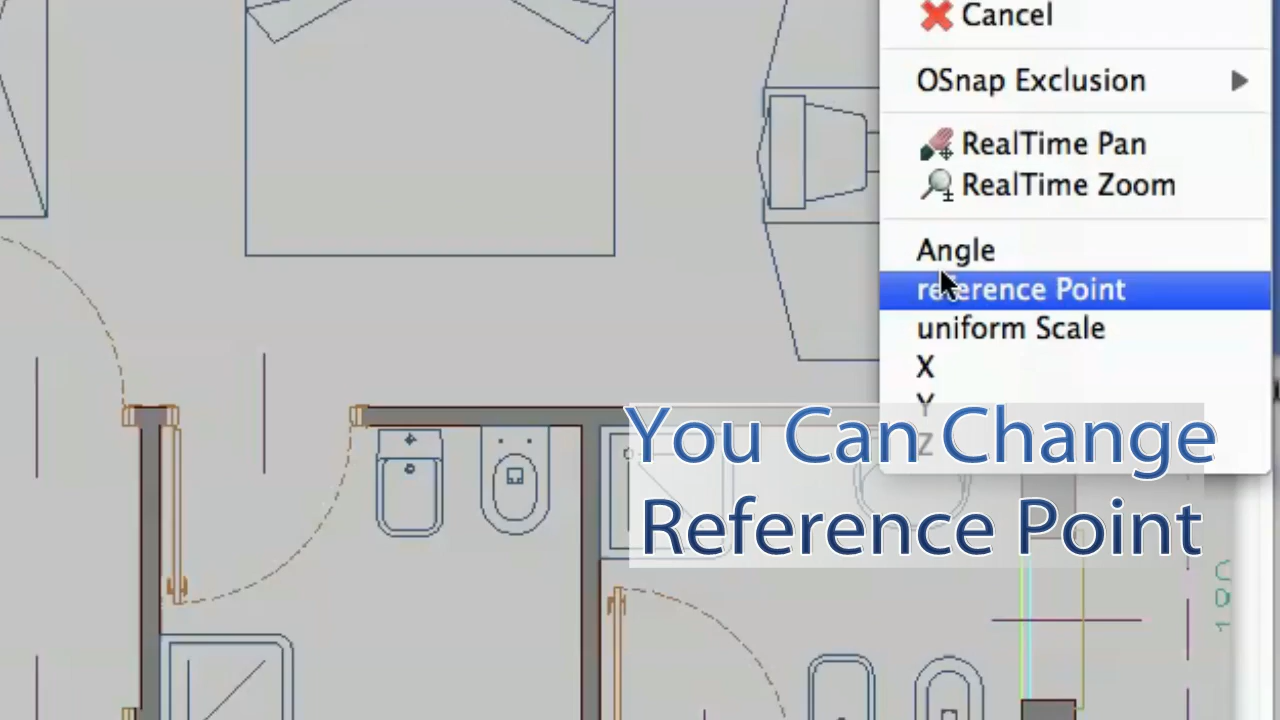 Cancel
OSnap Exclusion
RealTime Pan
RealTime Zoom
Angle
reference Point
uniform Scale
X
Y
Z
You Can Change
Reference Point